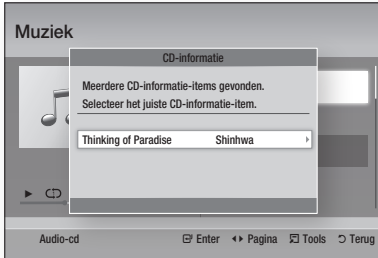 Muziek
CD-informatie
Meerdere CD-informatie-items gevonden.
Selecteer het juiste CD-informatie-item.
Thinking of Paradise Shinhwa
Audio-cd Enter Pagina Tools Terug